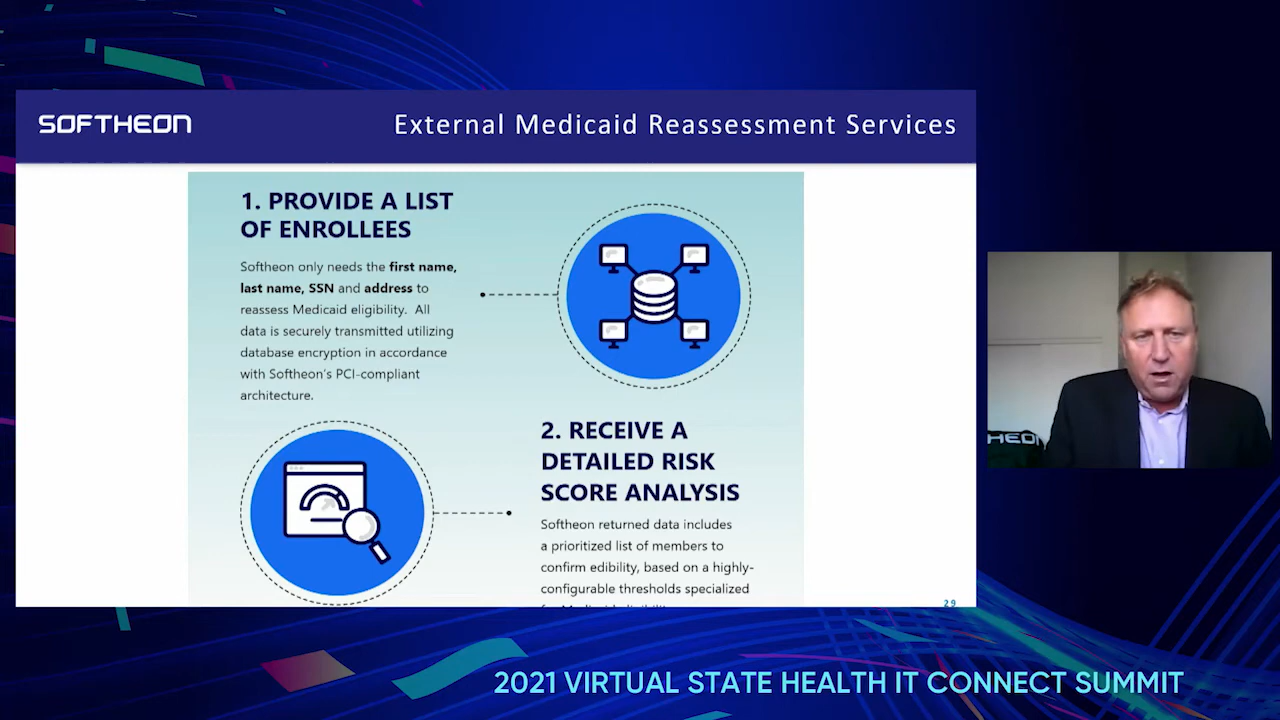 SOFTHEON
External Medicaid Reassessment Services
1. PROVIDE A LIST
OF ENROLLEES
Softheon only needs the first name,
last name, SSN and address to
reassess Medicaid eligibility. All
data is securely transmitted utilizing
database encryption in accordance
with Softheon's PCI-compliant
architecture.
2. RECEIVE A
DETAILED RISK
SCORE ANALYSIS
Softheon returned data includes
a prioritized list of members to
confirm edibility, based on a highly-
configurable thresholds specialized
29
HEON
2021 VIRTUAL STATE HEALTH IT CONNECT SUMMIT